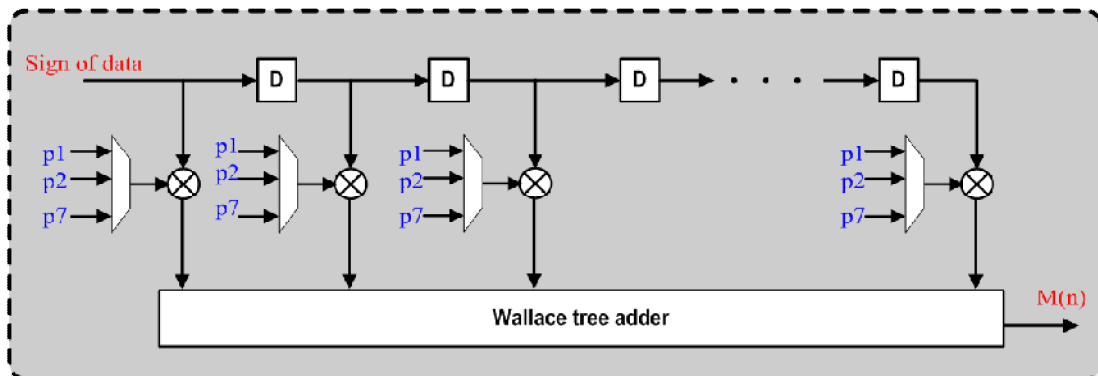 Sign of data
D D D . . . . D
p1 p1 p1 p1
p2 p2 p2 p2
p7 p7 p7 p7
M(n)
Wallace tree adder